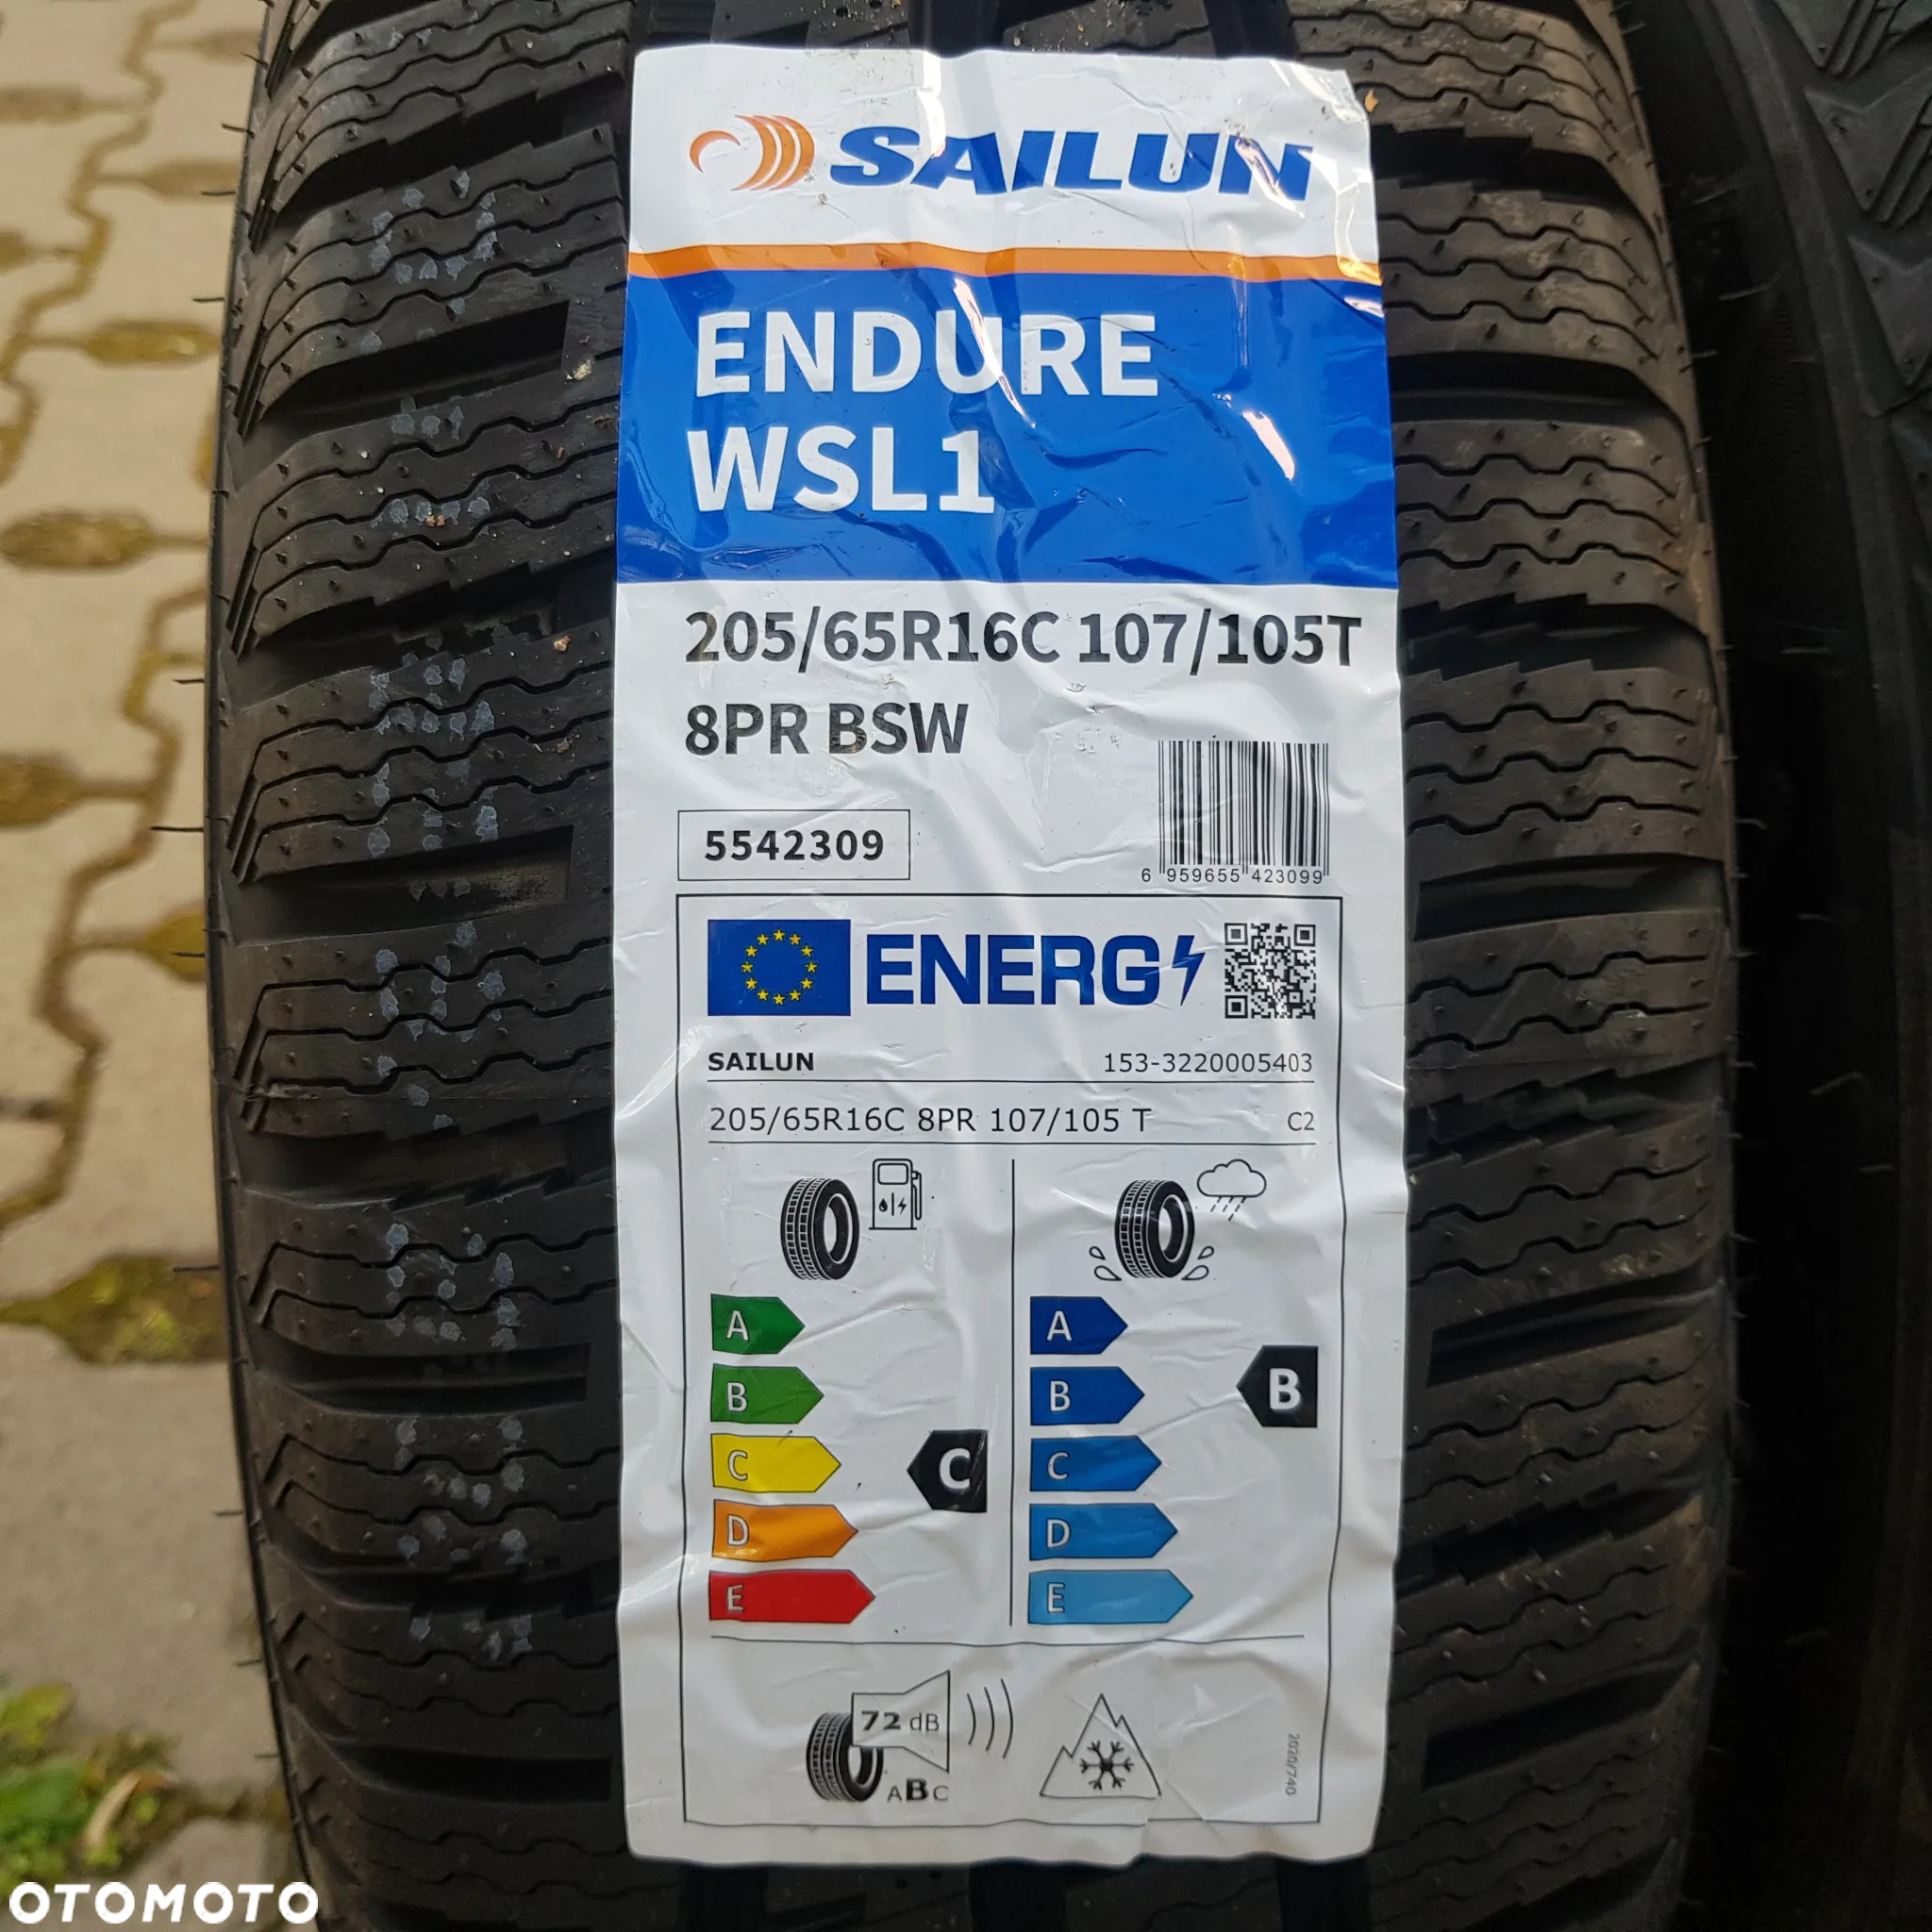 SAILUN
ENDURE
WSL1
205/65R16C 107/105T
8PR BSW
5542309
6 959655 423099
ENERG
SAILUN 153-3220005403
205/65R16C 8PR 107/105 T C2
A A
B B B
C C C
D D
E E
72 dB
ABC
2020/740
OTOMOTO